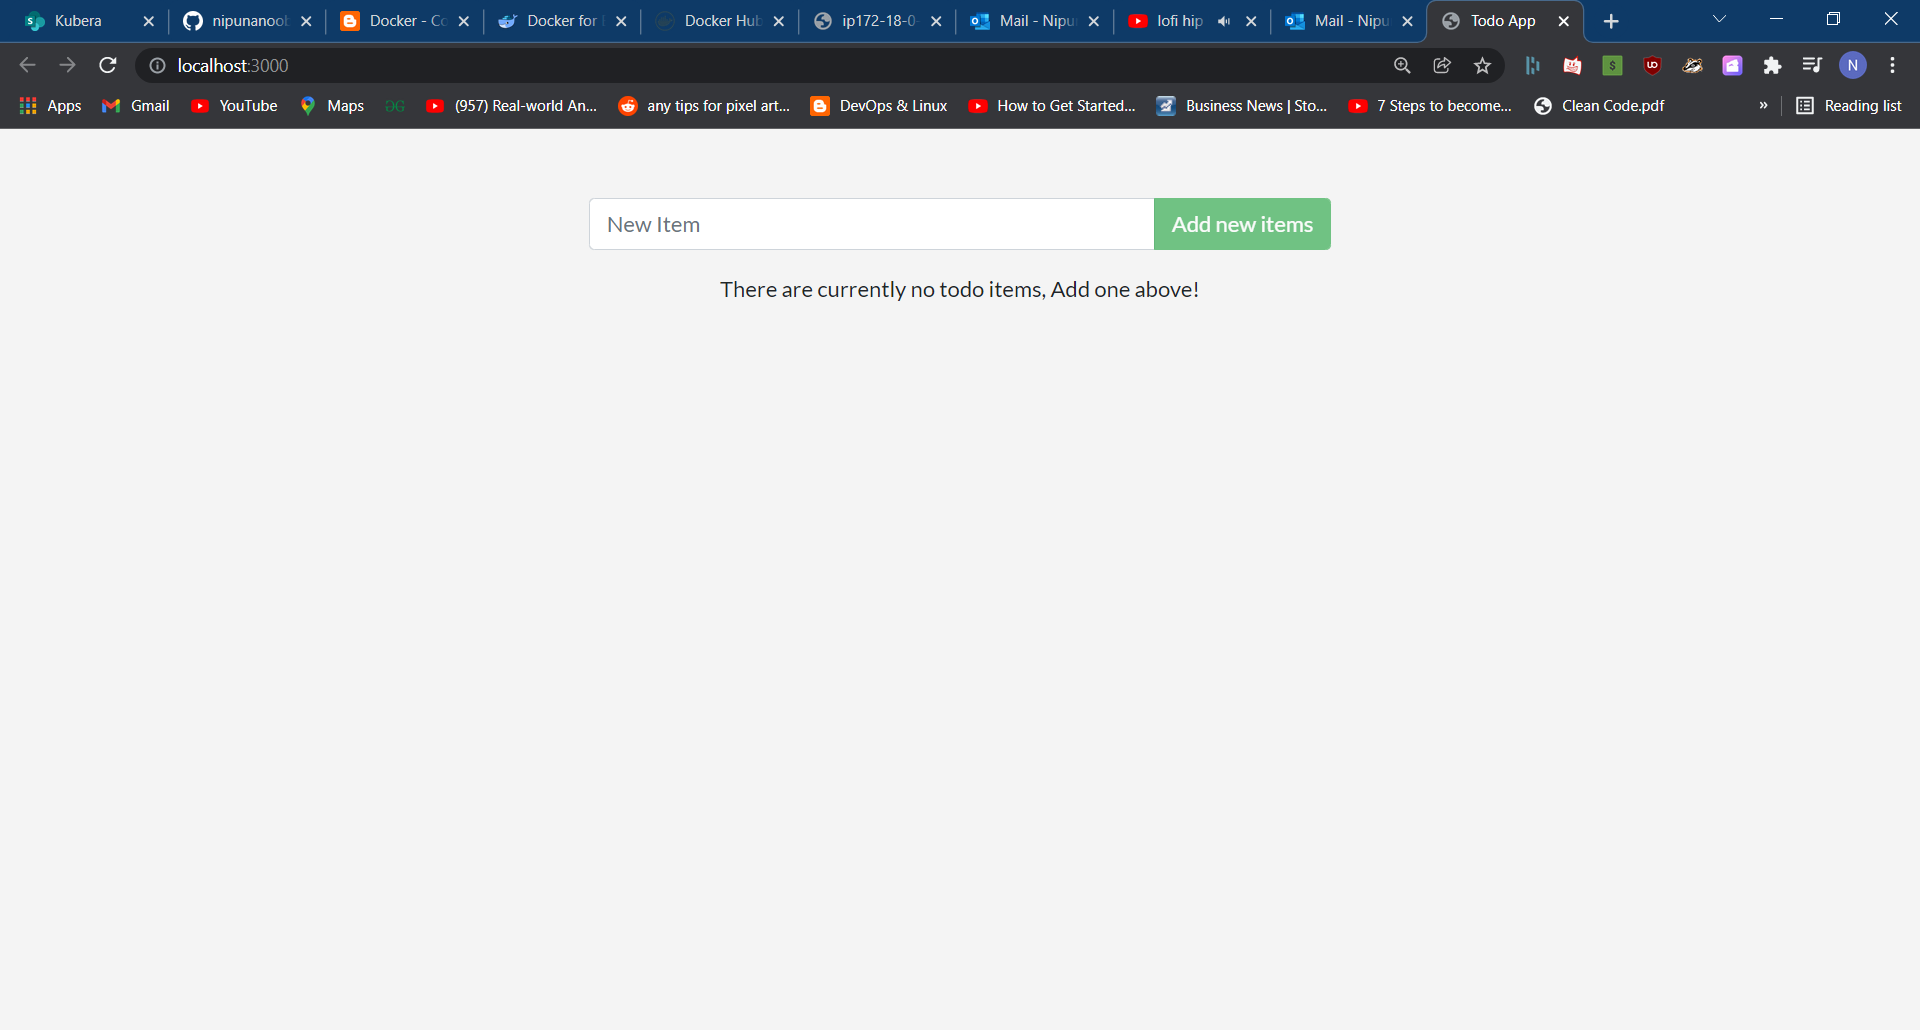 Kubera nipunanoo Docker - Co Docker for Docker Hub ip172-18-0- Mail - Nipu lofi hip Mail - Nipu Todo App
localhost:3000 N
Apps Gmail YouTube Maps (957) Real-world An... any tips for pixel art... DevOps & Linux How to Get Started... Business News | Sto... 7 Steps to become... Clean Code.pdf » Reading list
New Item Add new items
There are currently no todo items, Add one above!